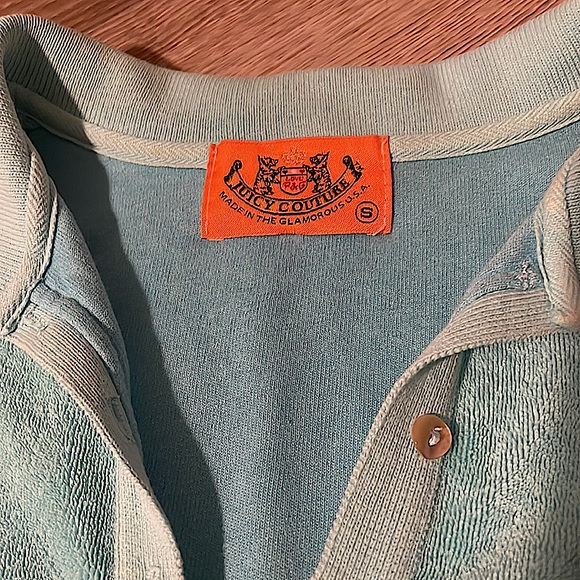 LOVE
P&G
JUICY COUTURE
MADE IN THE GLAMOROUS U.S.A.
S